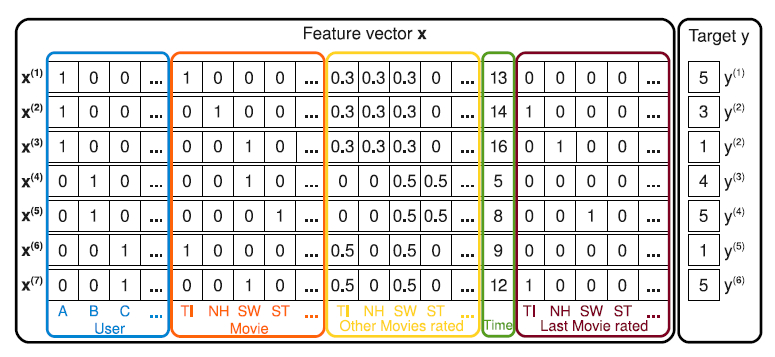 Feature vector x Target y
x(1) 1 0 0 ... 1 0 0 0 ... 0.3 0.3 0.3 0 ... 13 0 0 0 0 ... 5 y(1)
x(2) 1 0 0 ... 0 1 0 0 ... 0.3 0.3 0.3 0 ... 14 1 0 0 0 ... 3 y(2)
x(3) 1 0 0 ... 0 0 1 0 ... 0.3 0.3 0.3 0 ... 16 0 1 0 0 ... 1 y(2)
x(4) 0 1 0 ... 0 0 1 0 ... 0 0 0.5 0.5 ... 5 0 0 0 0 ... 4 y(3)
x(5) 0 1 0 ... 0 0 0 1 ... 0 0 0.5 0.5 ... 8 0 0 1 0 ... 5 y(4)
x(6) 0 0 1 ... 1 0 0 0 ... 0.5 0 0.5 0 ... 9 0 0 0 0 ... 1 y(5)
x(7) 0 0 1 ... 0 0 1 0 ... 0.5 0 0.5 0 ... 12 1 0 0 0 ... 5 y(6)
A B C ... TI NH SW ST ... TI NH SW ST ... TI NH SW ST ...
User Movie Other Movies rated Time Last Movie rated